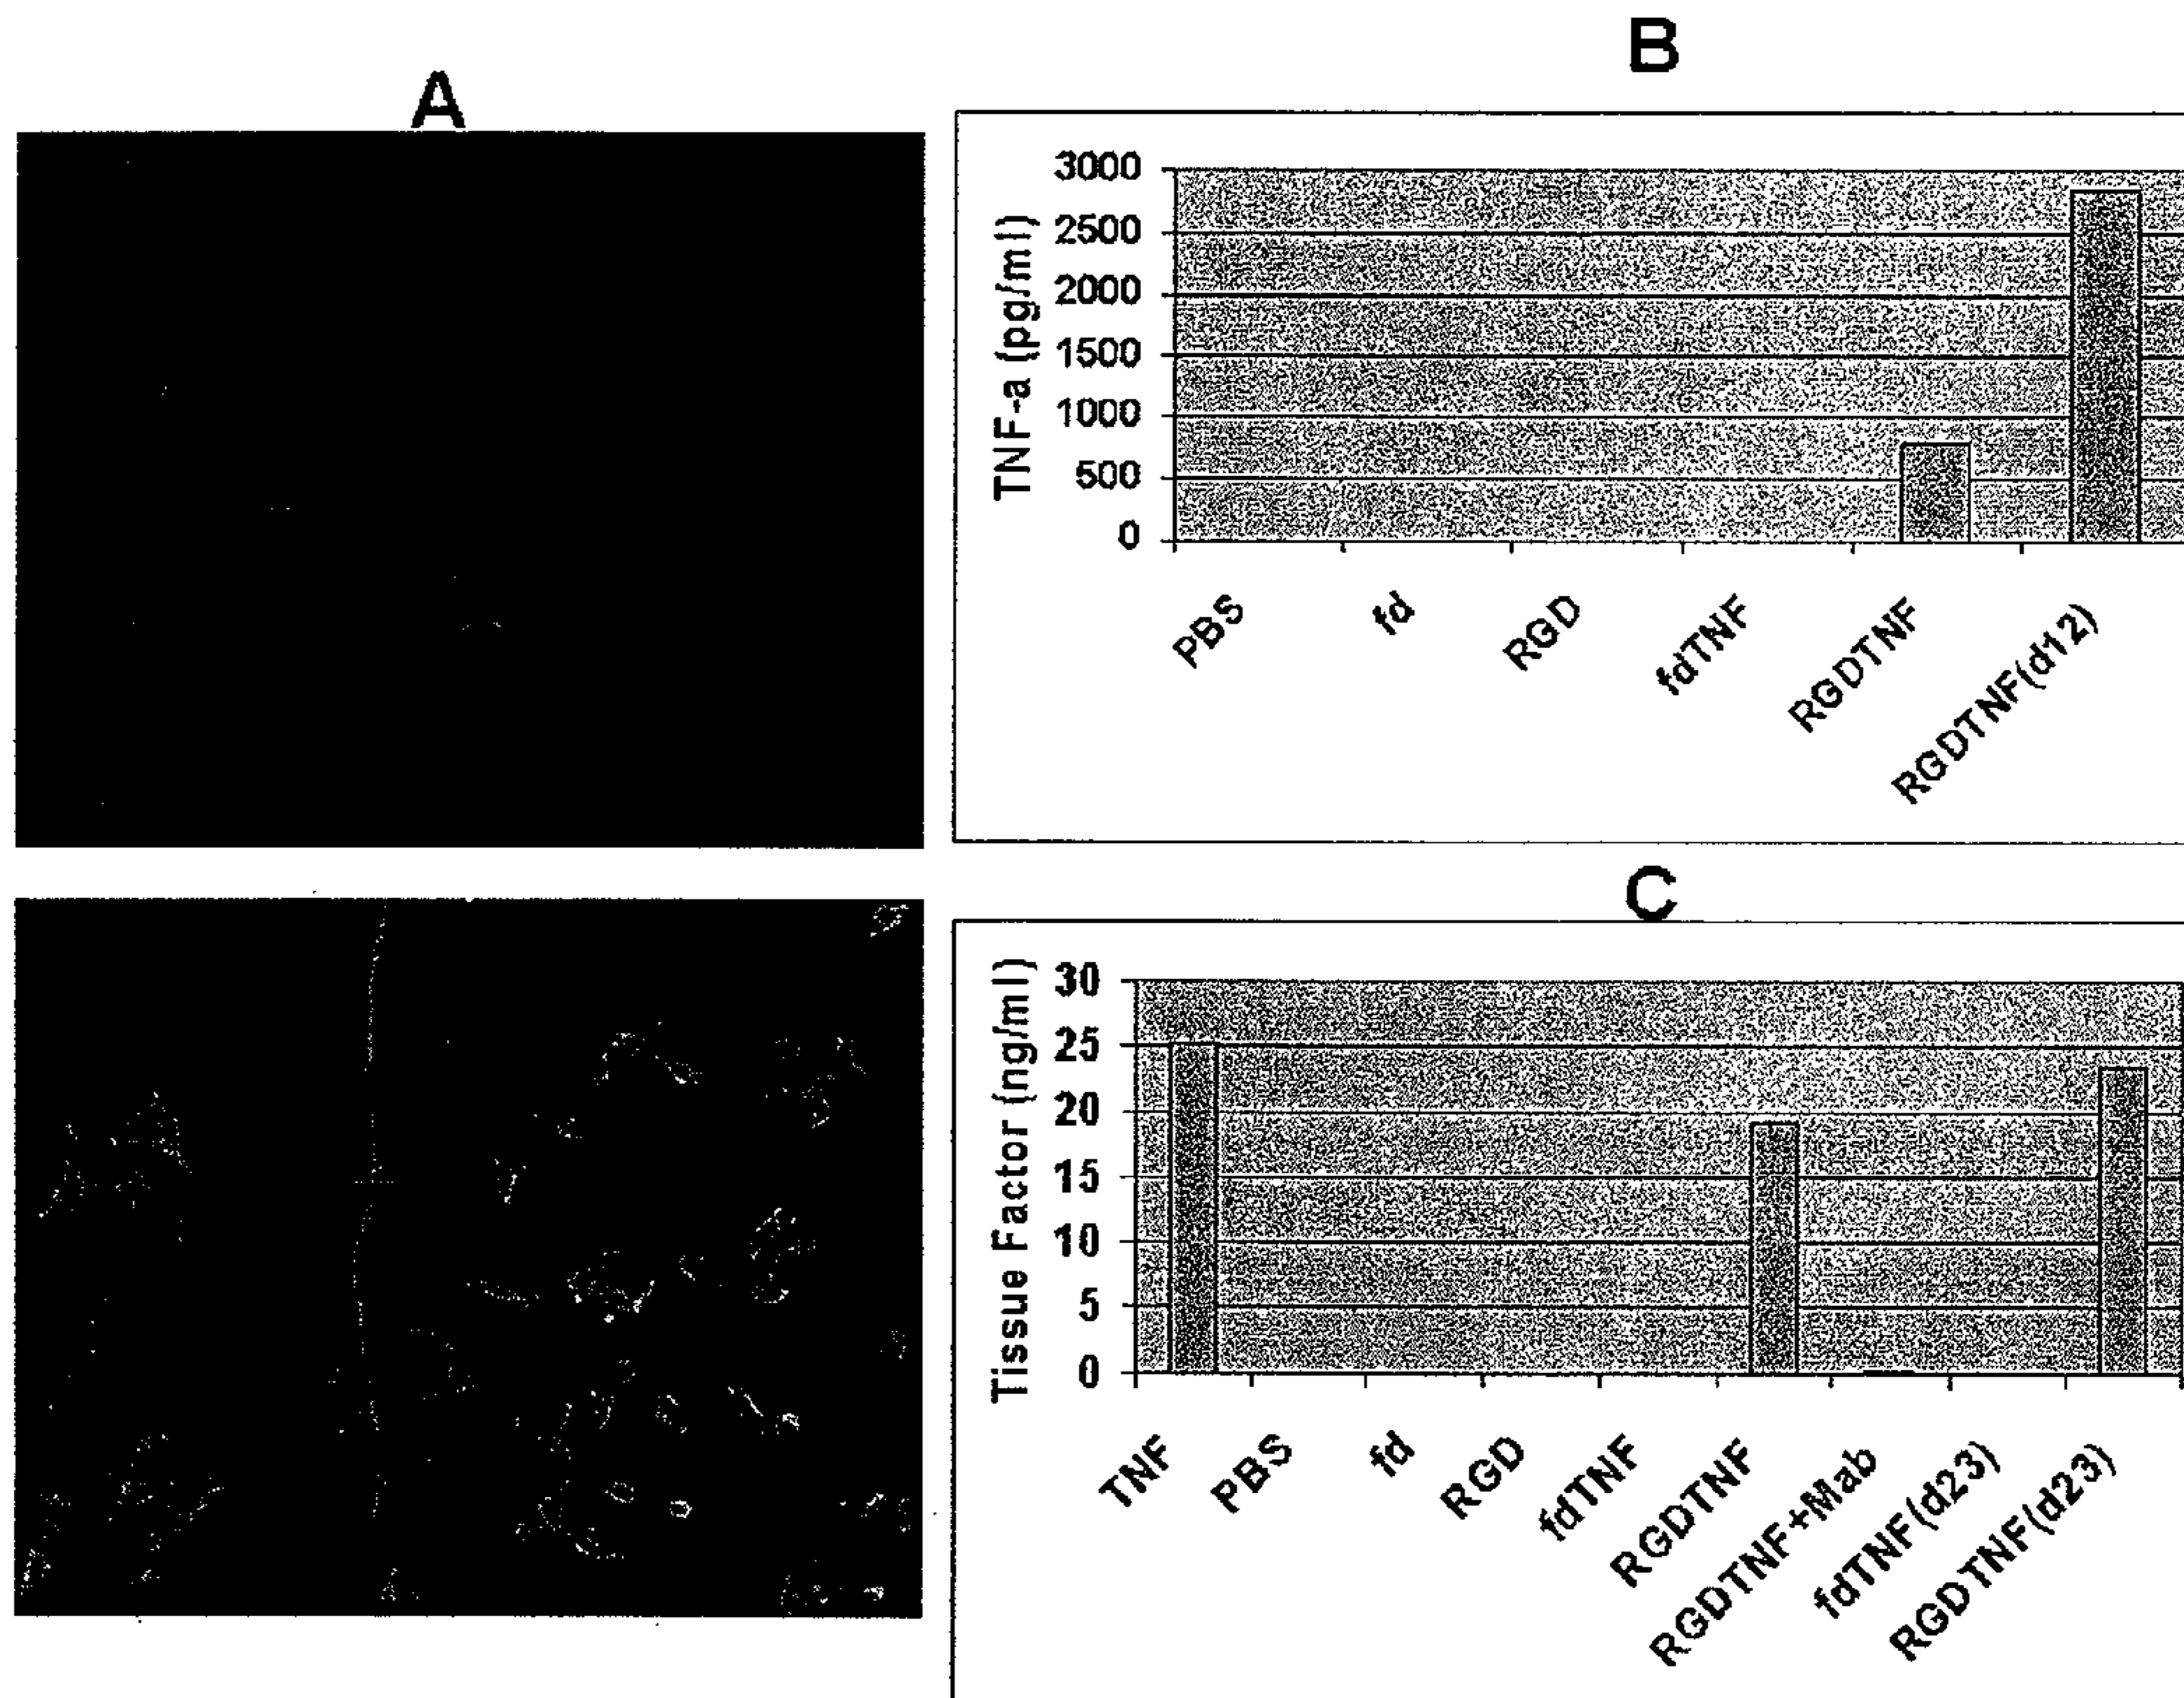 A
B
TNF-a (pg/ml)
3000
2500
2000
1500
1000
500
0
PBS
fd
RGD
fdTNF
RGDTNF
RGDTNF(d12)
C
Tissue Factor (ng/ml)
30
25
20
15
10
5
0
TNF
PBS
fd
RGD
fdTNF
RGDTNF
RGDTNF+Mab
fdTNF(d23)
RGDTNF(d23)